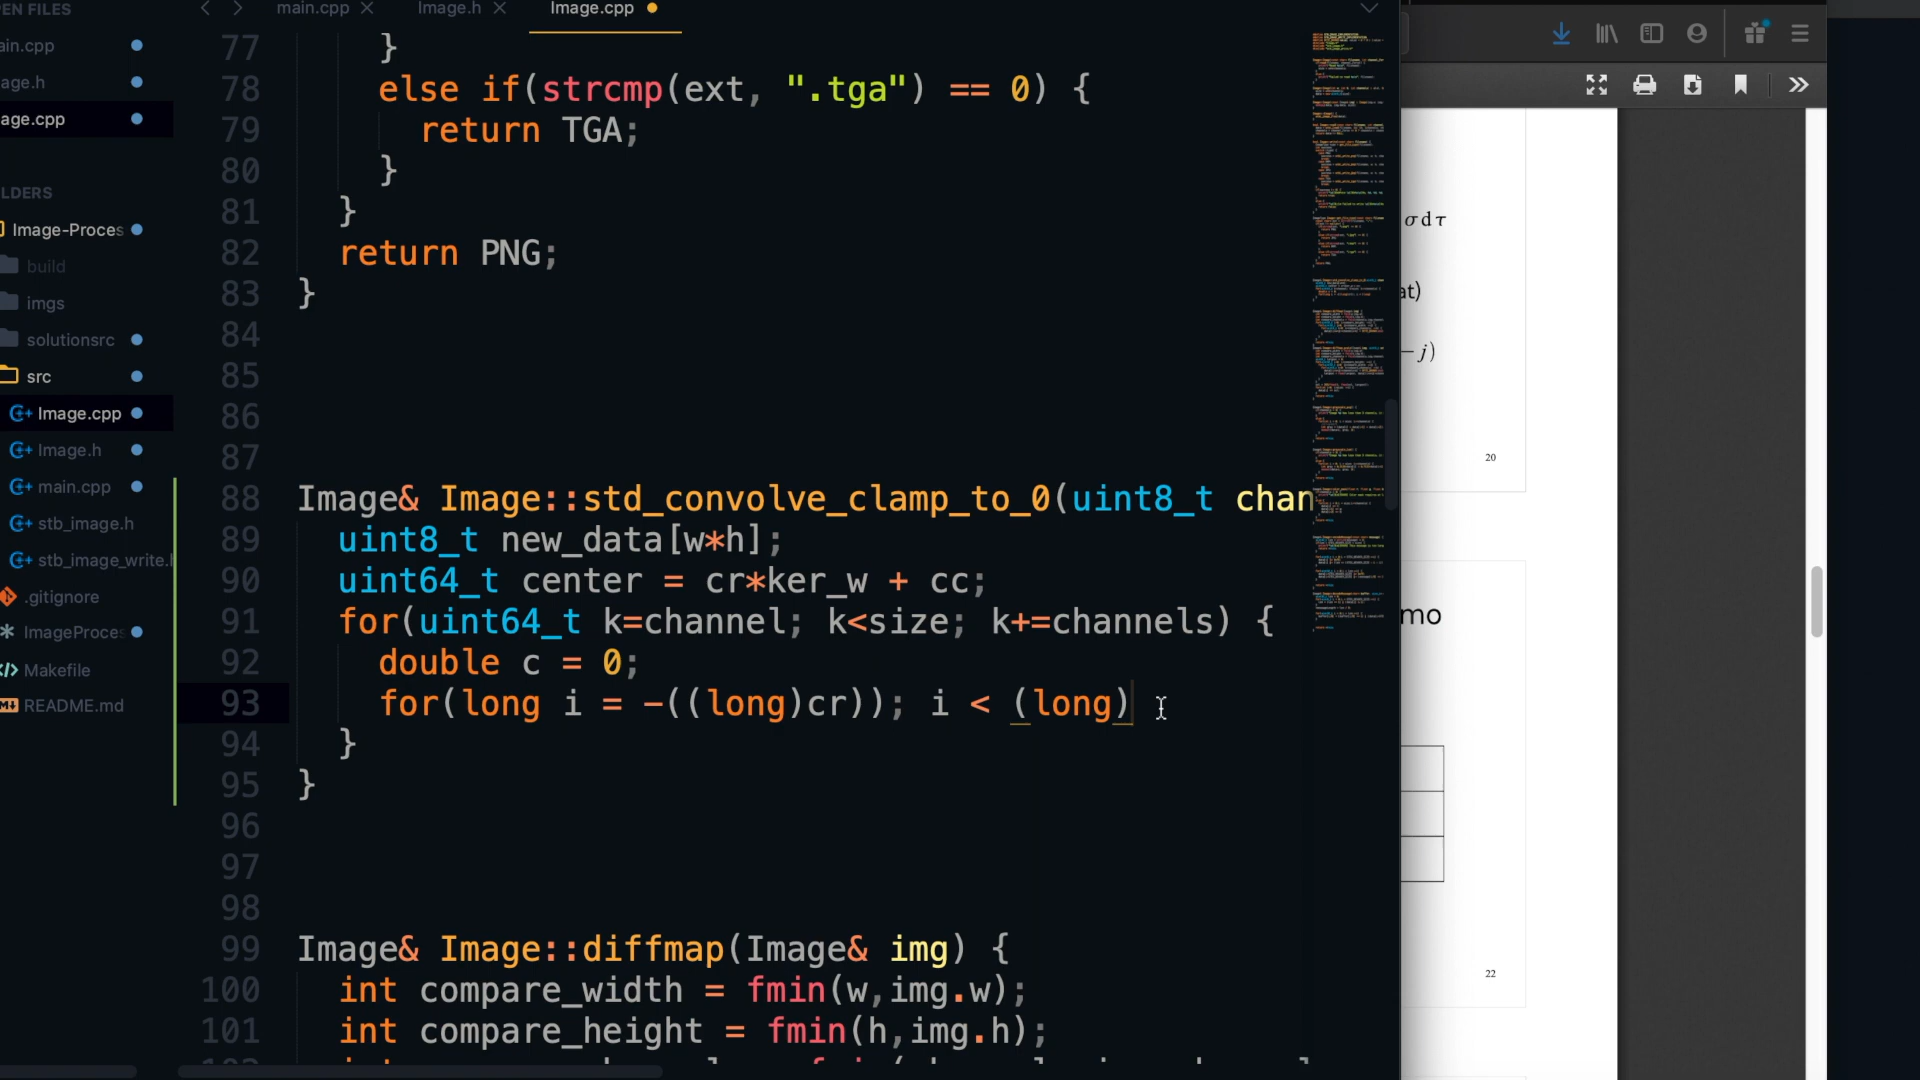 PEN FILES
ain.cpp
age.h
age.cpp
LDERS
Image-Proces
build
imgs
solutionsrc
src
Image.cpp
Image.h
main.cpp
stb_image.h
stb_image_write.h
.gitignore
ImageProces
Makefile
README.md
main.cpp
Image.h
Image.cpp
77 }
78 else if(strcmp(ext, ".tga") == 0) {
79 return TGA;
80 }
81 }
82 return PNG;
83 }
84
85
86
87
88 Image& Image::std_convolve_clamp_to_0(uint8_t chan
89 uint8_t new_data[w*h];
90 uint64_t center = cr*ker_w + cc;
91 for(uint64_t k=channel; k<size; k+=channels) {
92 double c = 0;
93 for(long i = -((long)cr)); i < (long)
94 }
95 }
96
97
98
99 Image& Image::diffmap(Image& img) {
100 int compare_width = fmin(w,img.w);
101 int compare_height = fmin(h,img.h);
σ d τ
at)
− j)
20
mo
22